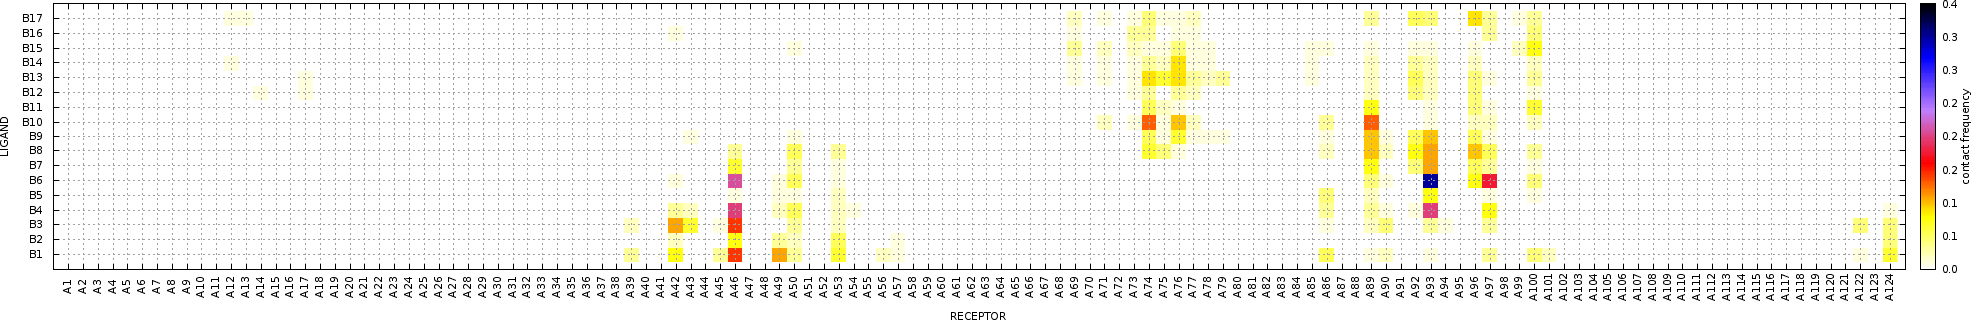 B17
B16
B15
B14
B13
B12
B11
B10
B9
B8
B7
B6
B5
B4
B3
B2
B1
LIGAND
A1 A2 A3 A4 A5 A6 A7 A8 A9 A10 A11 A12 A13 A14 A15 A16 A17 A18 A19 A20 A21 A22 A23 A24 A25 A26 A27 A28 A29 A30 A31 A32 A33 A34 A35 A36 A37 A38 A39 A40 A41 A42 A43 A44 A45 A46 A47 A48 A49 A50 A51 A52 A53 A54 A55 A56 A57 A58 A59 A60 A61 A62 A63 A64 A65 A66 A67 A68 A69 A70 A71 A72 A73 A74 A75 A76 A77 A78 A79 A80 A81 A82 A83 A84 A85 A86 A87 A88 A89 A90 A91 A92 A93 A94 A95 A96 A97 A98 A99 A100 A101 A102 A103 A104 A105 A106 A107 A108 A109 A110 A111 A112 A113 A114 A115 A116 A117 A118 A119 A120 A121 A122 A123 A124
RECEPTOR
0.4
0.3
0.3
0.2
0.2
0.2
0.1
0.1
0.0
contact frequency